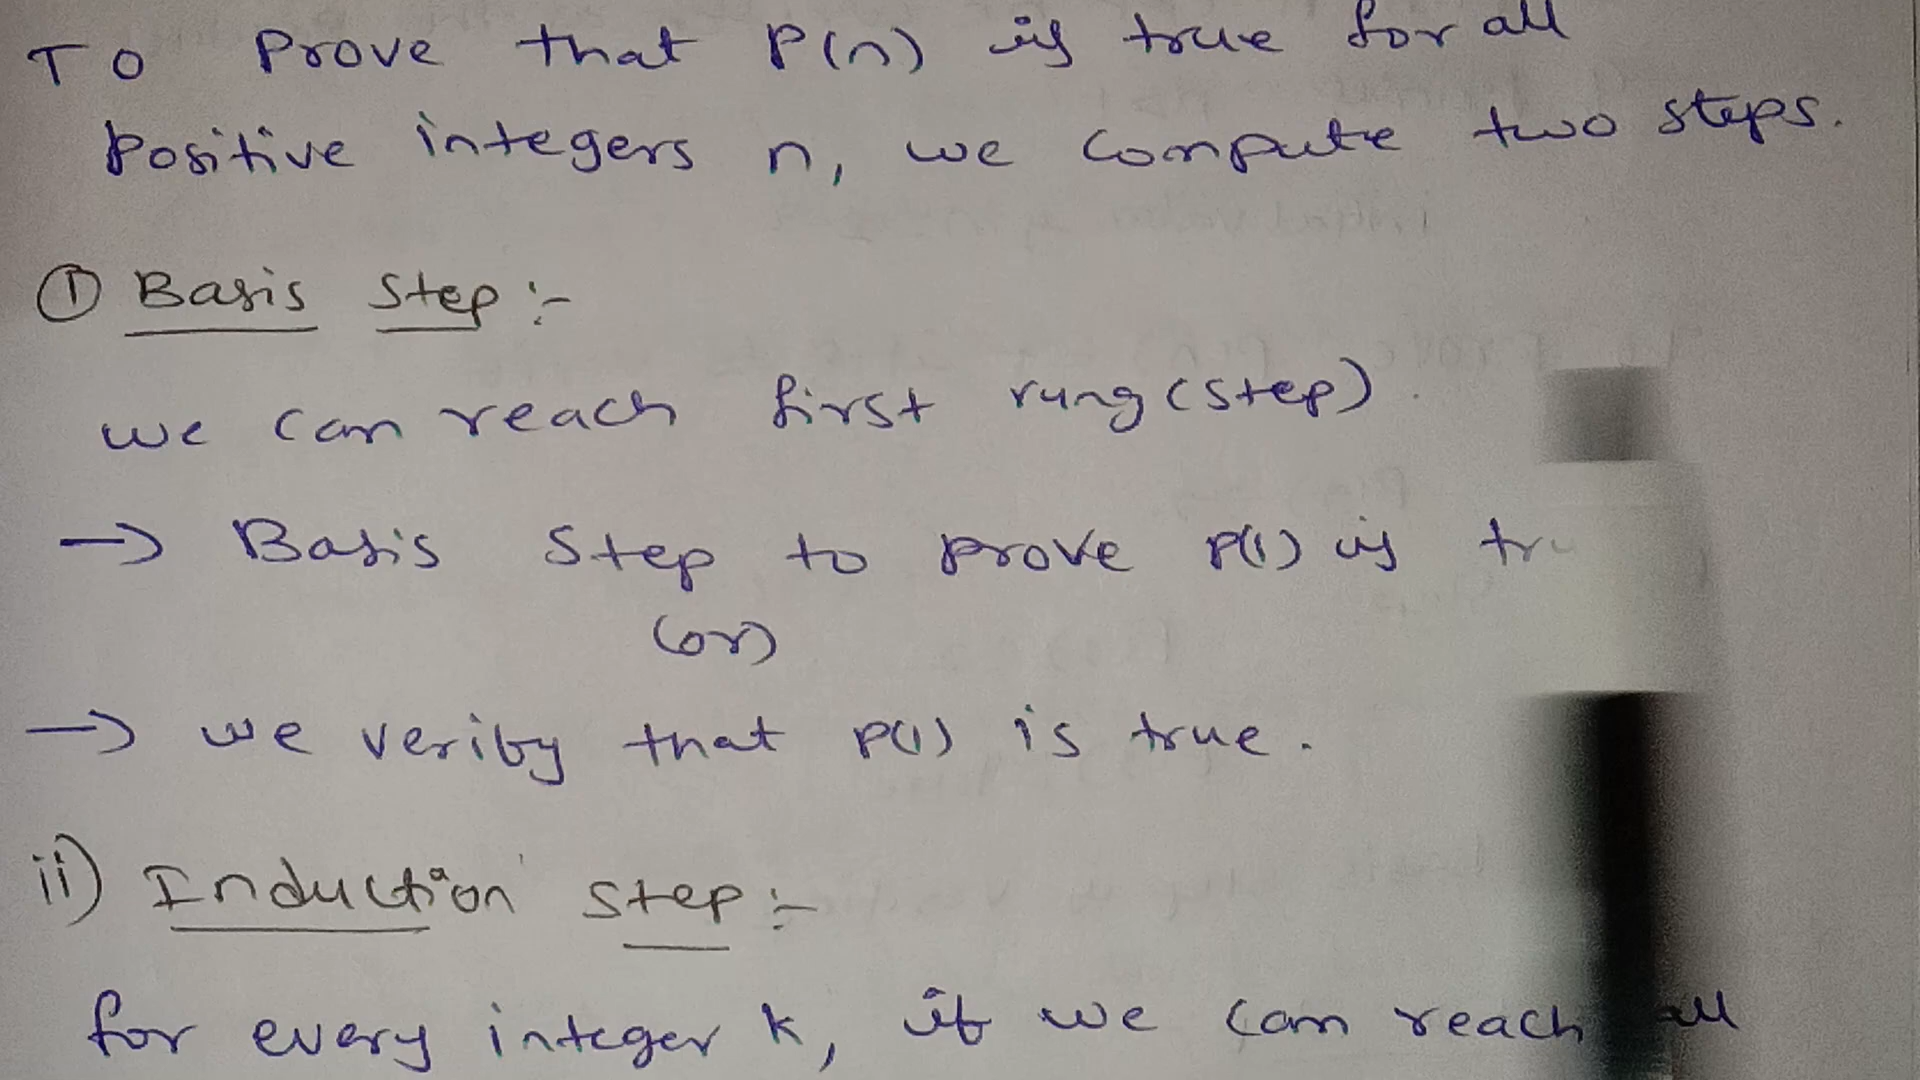 To Prove that P(n) is true for all
Positive integers n, we compute two steps.
① Basis Step :-
we can reach first rung (step).
→ Basis Step to prove P(1) is
(or)
→ we verify that P(1) is true.
ii) Induction step :-
for every integer k, if we can reach all